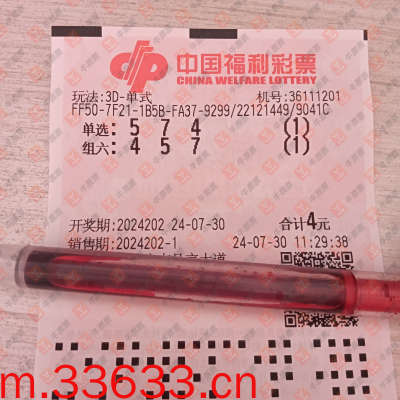 中国福利彩票
CHINA WELFARE LOTTERY
玩法:3D-单式 机号:36111201
FF50-7F21-1B5B-FA37-9299/22121449/9041C
单选: 5 7 4 (1)
组六: 4 5 7 (1)
开奖期:2024202 24-07-30 合计4元
销售期:2024202-1 24-07-30 11:29:38
m.33633.cn